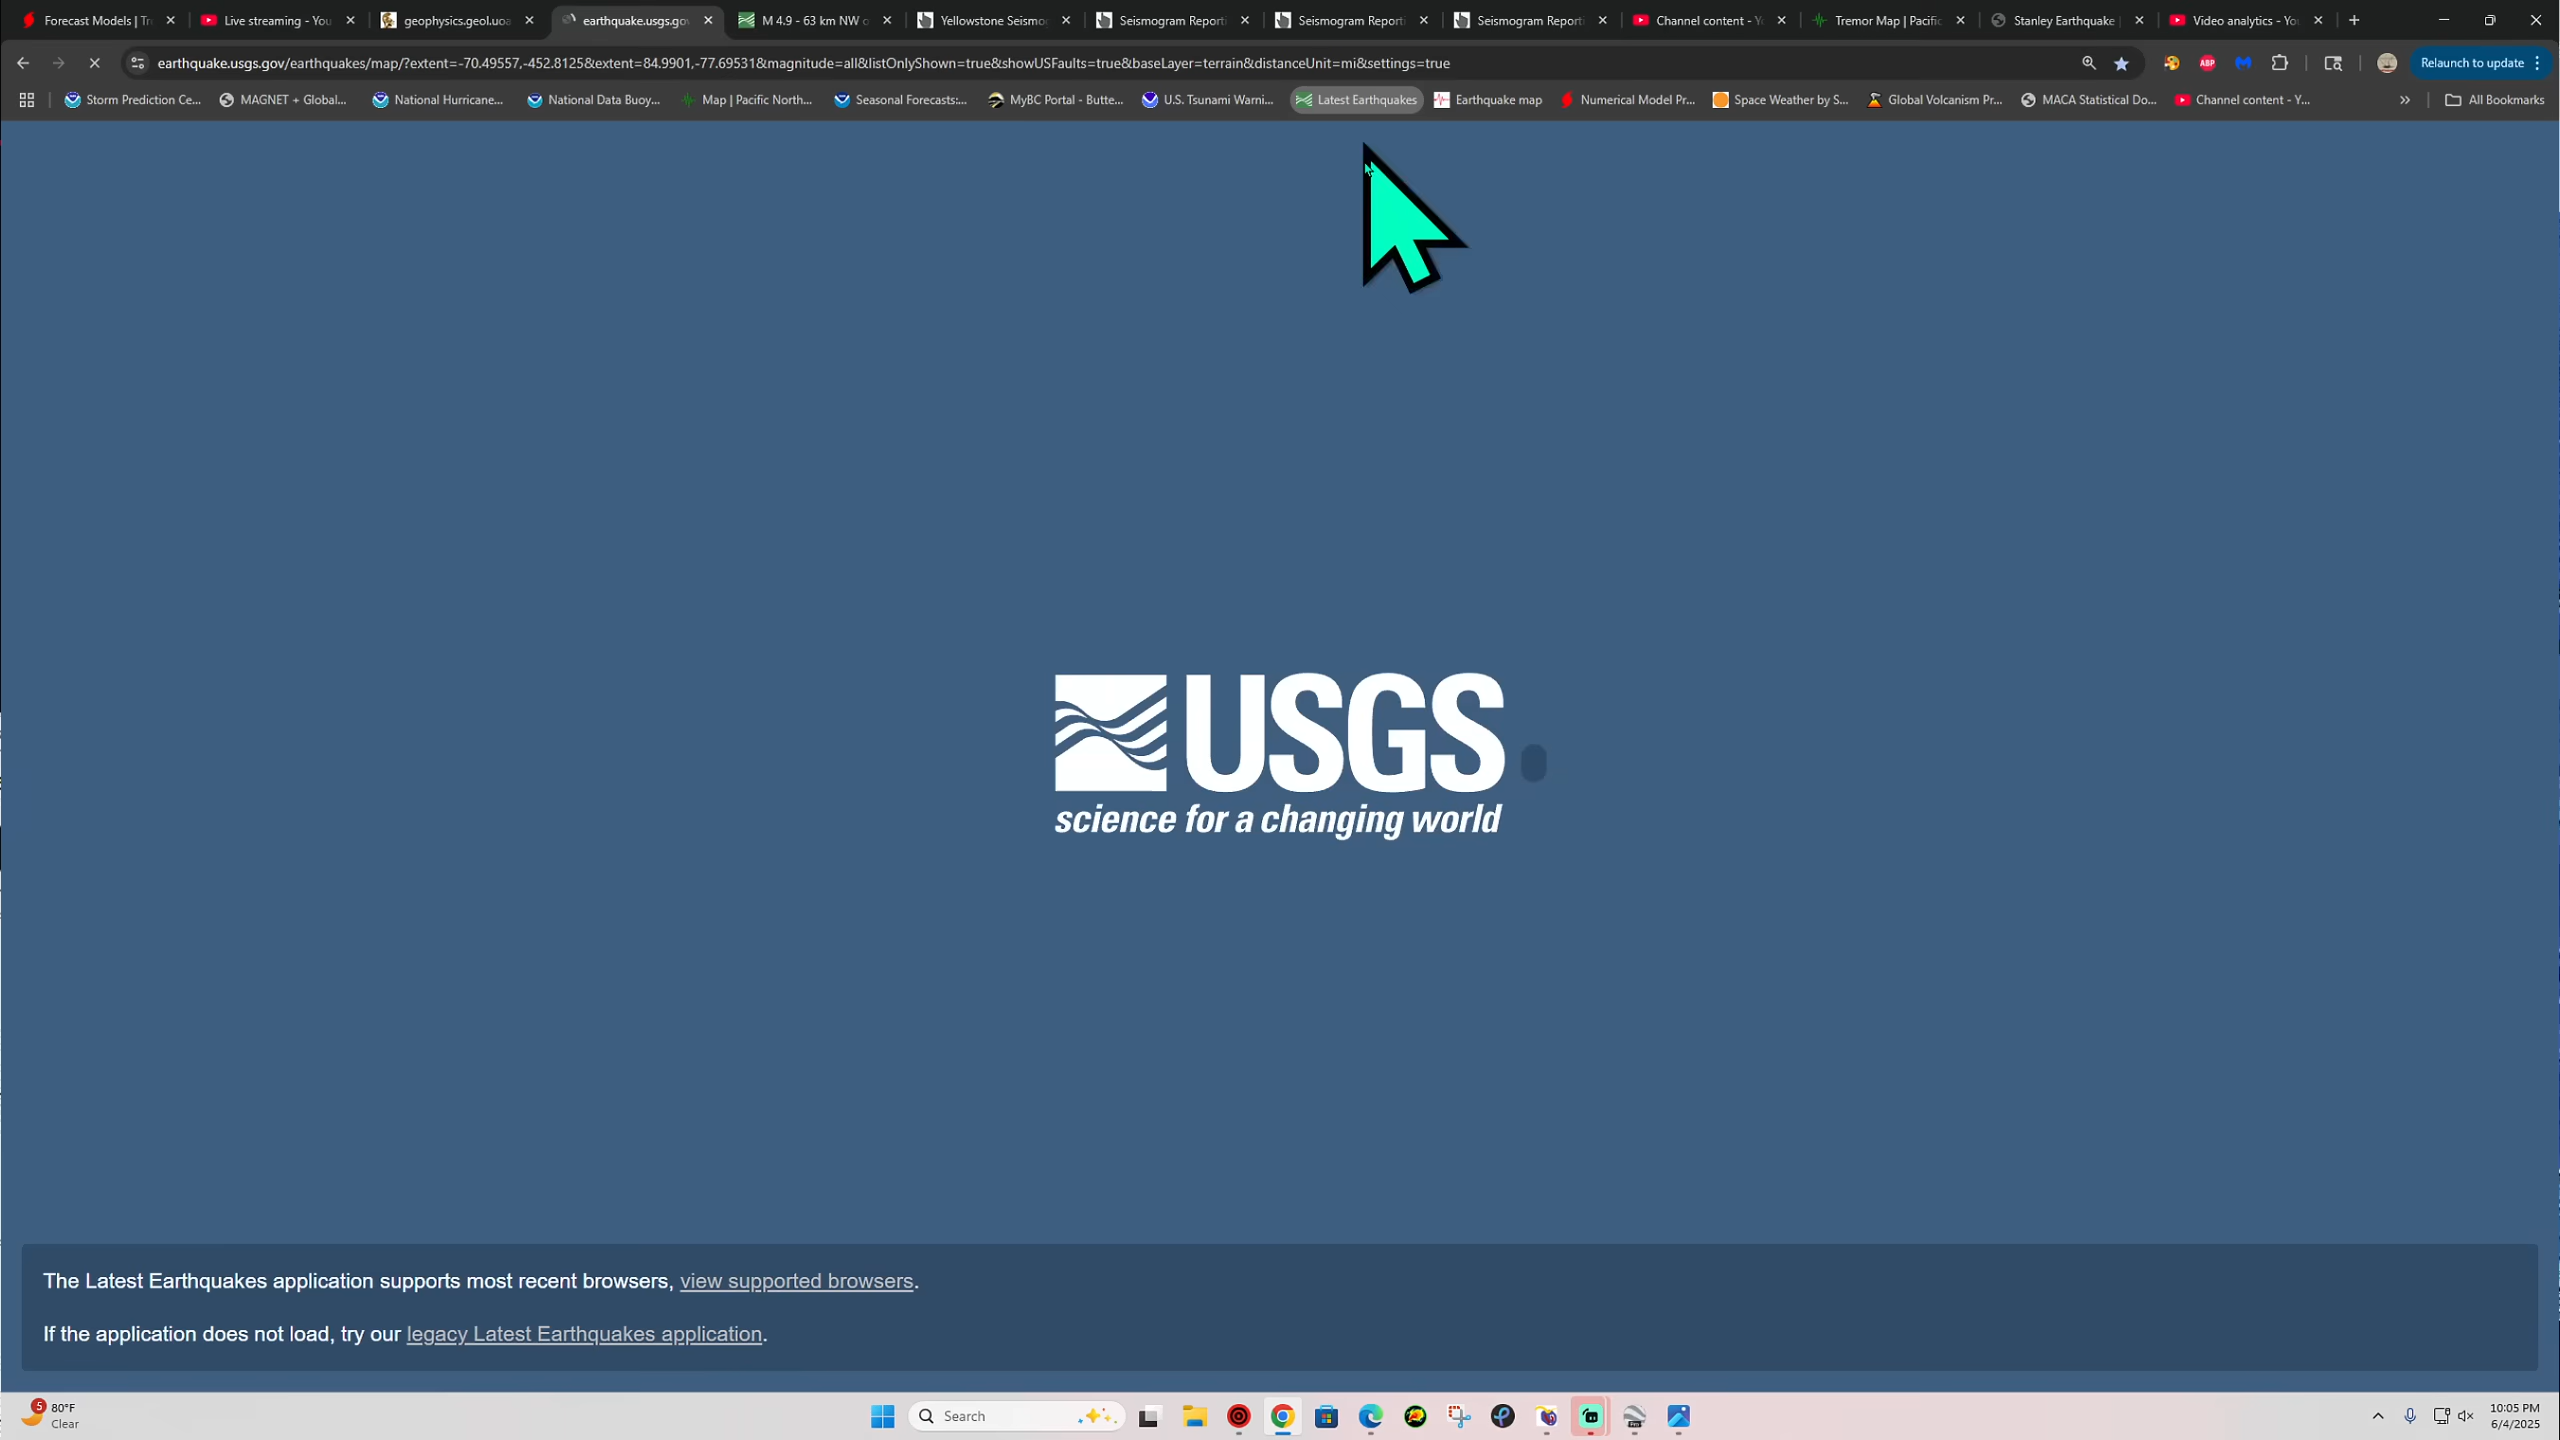 Forecast Models | Tr
Live streaming - You
geophysics.geol.uoa
earthquake.usgs.gov
M 4.9 - 63 km NW o
Yellowstone Seismo
Seismogram Reporti
Seismogram Reporti
Seismogram Reporti
Channel content - Y
Tremor Map | Pacific
Stanley Earthquake |
Video analytics - You
earthquake.usgs.gov/earthquakes/map/?extent=-70.49557,-452.8125&extent=84.9901,-77.69531&magnitude=all&listOnlyShown=true&showUSFaults=true&baseLayer=terrain&distanceUnit=mi&settings=true
ABP
Relaunch to update
Storm Prediction Ce...
MAGNET + Global...
National Hurricane...
National Data Buoy...
Map | Pacific North...
Seasonal Forecasts:...
MyBC Portal - Butte...
U.S. Tsunami Warni...
Latest Earthquakes
Earthquake map
Numerical Model Pr...
Space Weather by S...
Global Volcanism Pr...
MACA Statistical Do...
Channel content - Y...
All Bookmarks
USGS
science for a changing world
The Latest Earthquakes application supports most recent browsers, view supported browsers.
If the application does not load, try our legacy Latest Earthquakes application.
5
80°F
Clear
Search
10:05 PM
6/4/2025